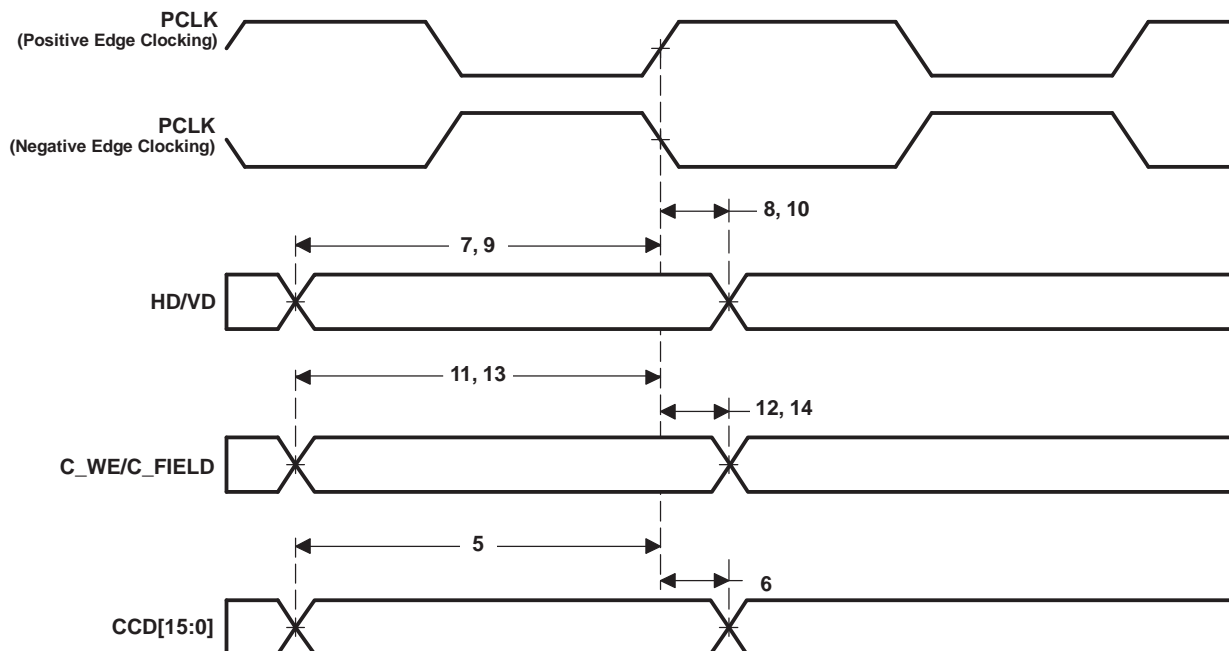 PCLK
(Positive Edge Clocking)
PCLK
(Negative Edge Clocking)
8, 10
7, 9
HD/VD
11, 13
12, 14
C_WE/C_FIELD
5
6
CCD[15:0]